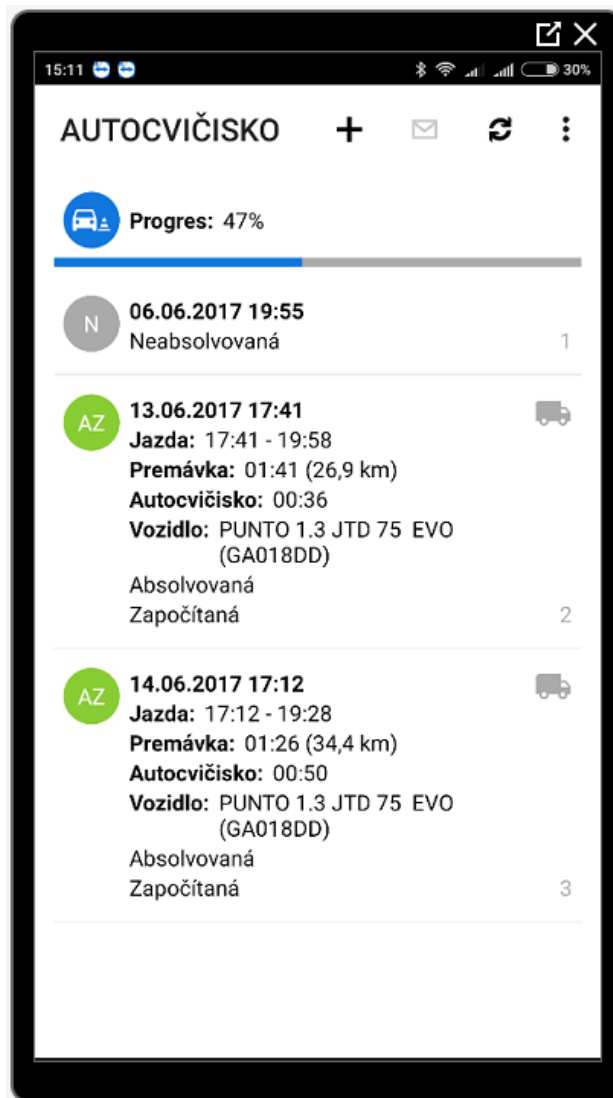 15:11 30%
AUTOCVIČISKO
Progres: 47%
N
06.06.2017 19:55
Neabsolvovaná
1
AZ
13.06.2017 17:41
Jazda: 17:41 - 19:58
Premávka: 01:41 (26,9 km)
Autocvičisko: 00:36
Vozidlo: PUNTO 1.3 JTD 75 EVO
(GA018DD)
Absolvovaná
Započítaná
2
AZ
14.06.2017 17:12
Jazda: 17:12 - 19:28
Premávka: 01:26 (34,4 km)
Autocvičisko: 00:50
Vozidlo: PUNTO 1.3 JTD 75 EVO
(GA018DD)
Absolvovaná
Započítaná
3